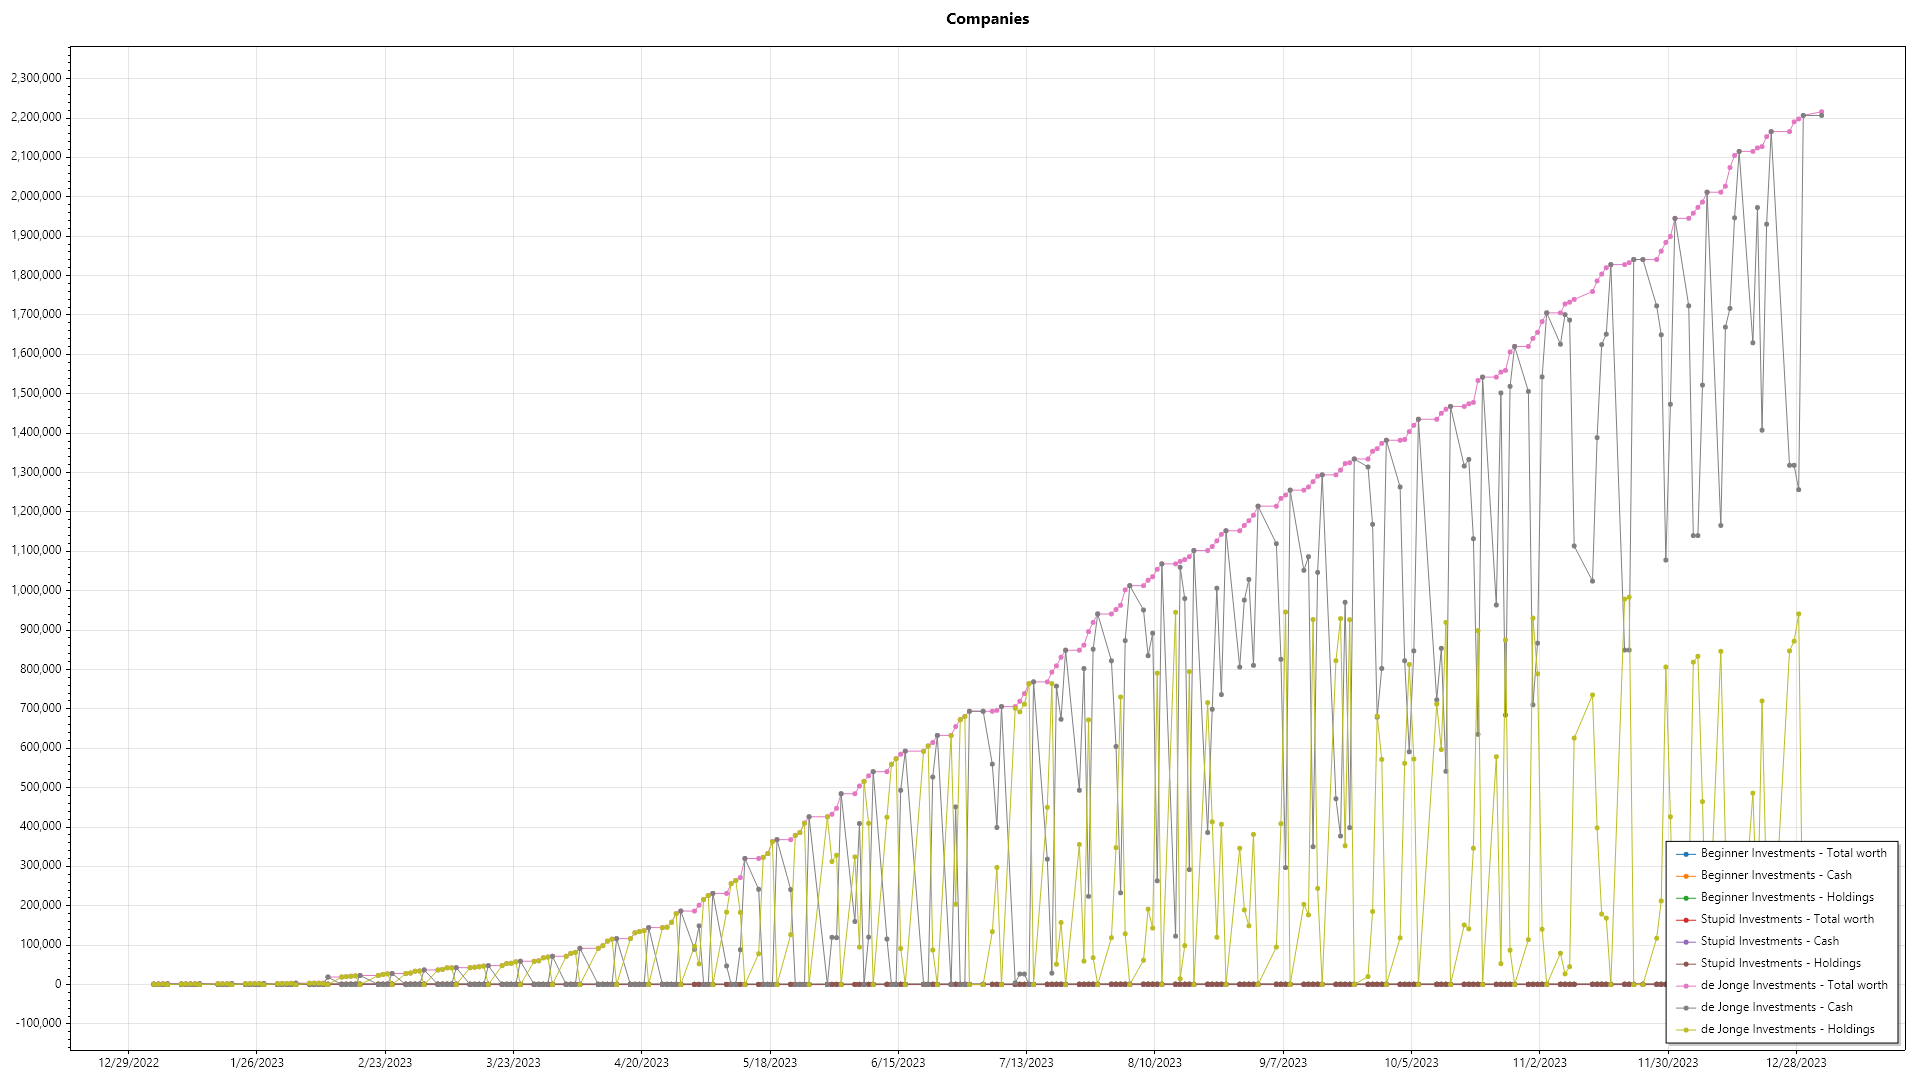 Companies
2,300,000
2,200,000
2,100,000
2,000,000
1,900,000
1,800,000
1,700,000
1,600,000
1,500,000
1,400,000
1,300,000
1,200,000
1,100,000
1,000,000
900,000
800,000
700,000
600,000
500,000
400,000
300,000
200,000
100,000
0
-100,000
Beginner Investments - Total worth
Beginner Investments - Cash
Beginner Investments - Holdings
Stupid Investments - Total worth
Stupid Investments - Cash
Stupid Investments - Holdings
de Jonge Investments - Total worth
de Jonge Investments - Cash
de Jonge Investments - Holdings
12/29/2022 1/26/2023 2/23/2023 3/23/2023 4/20/2023 5/18/2023 6/15/2023 7/13/2023 8/10/2023 9/7/2023 10/5/2023 11/2/2023 11/30/2023 12/28/2023